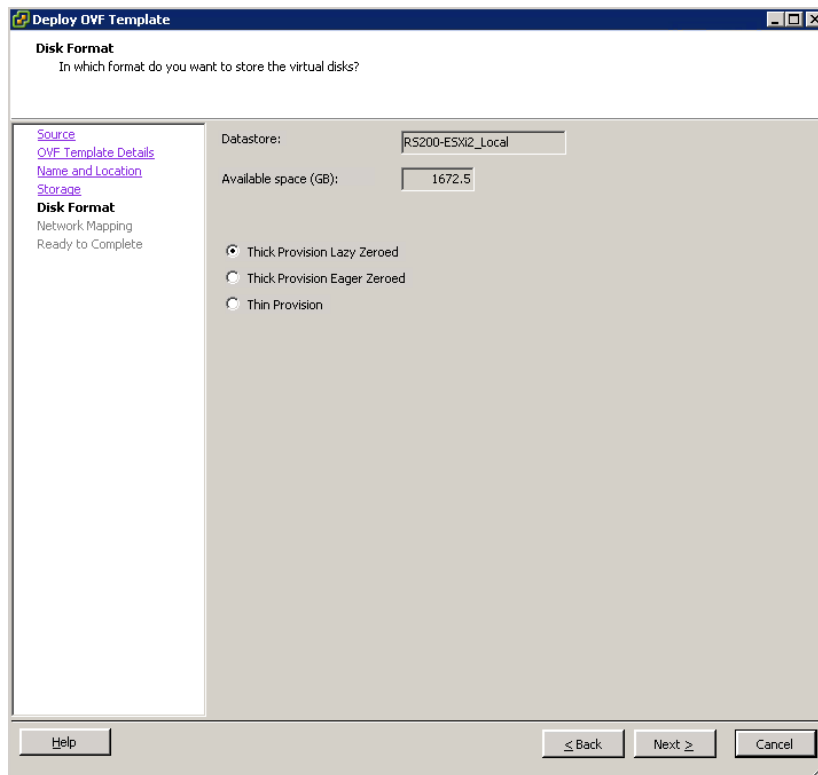 Deploy OVF Template
Disk Format
In which format do you want to store the virtual disks?
Source
OVF Template Details
Name and Location
Storage
Disk Format
Network Mapping
Ready to Complete
Datastore: RS200-ESXi2_Local
Available space (GB): 1672.5
Thick Provision Lazy Zeroed
Thick Provision Eager Zeroed
Thin Provision
Help
< Back
Next >
Cancel